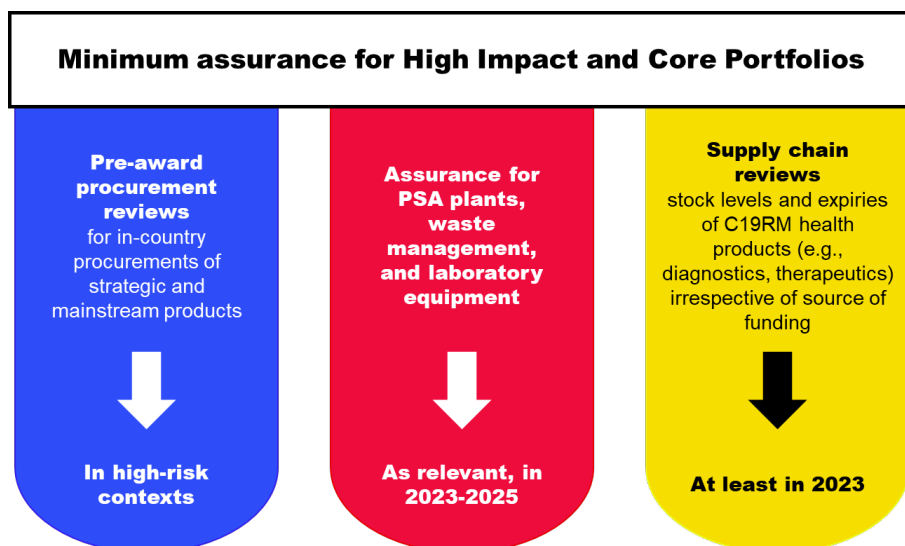 Minimum assurance for High Impact and Core Portfolios
Pre-award
procurement
reviews
for in-country
procurements of
strategic and
mainstream products
In high-risk
contexts
Assurance for
PSA plants,
waste
management,
and laboratory
equipment
As relevant, in
2023-2025
Supply chain
reviews
stock levels and expiries
of C19RM health
products (e.g.,
diagnostics, therapeutics)
irrespective of source of
funding
At least in 2023